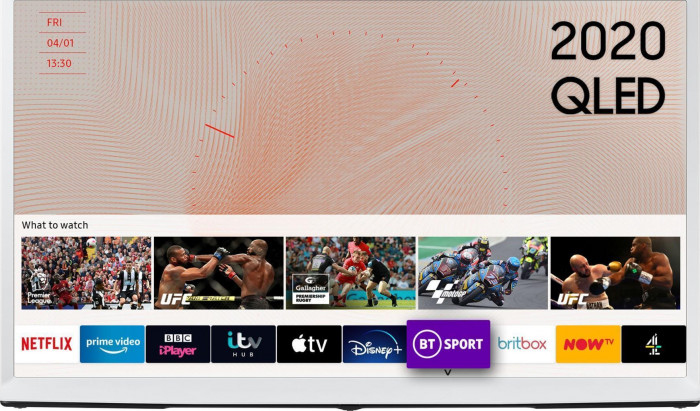 FRI
04/01
13:30
2020
QLED
What to watch
Premier
League
UFC
Gallagher
PREMIERSHIP
RUGBY
motoGP
UFC
NETFLIX
prime video
BBC
iPlayer
itv
HUB
tv
Disney+
BT SPORT
britbox
NOW TV
4